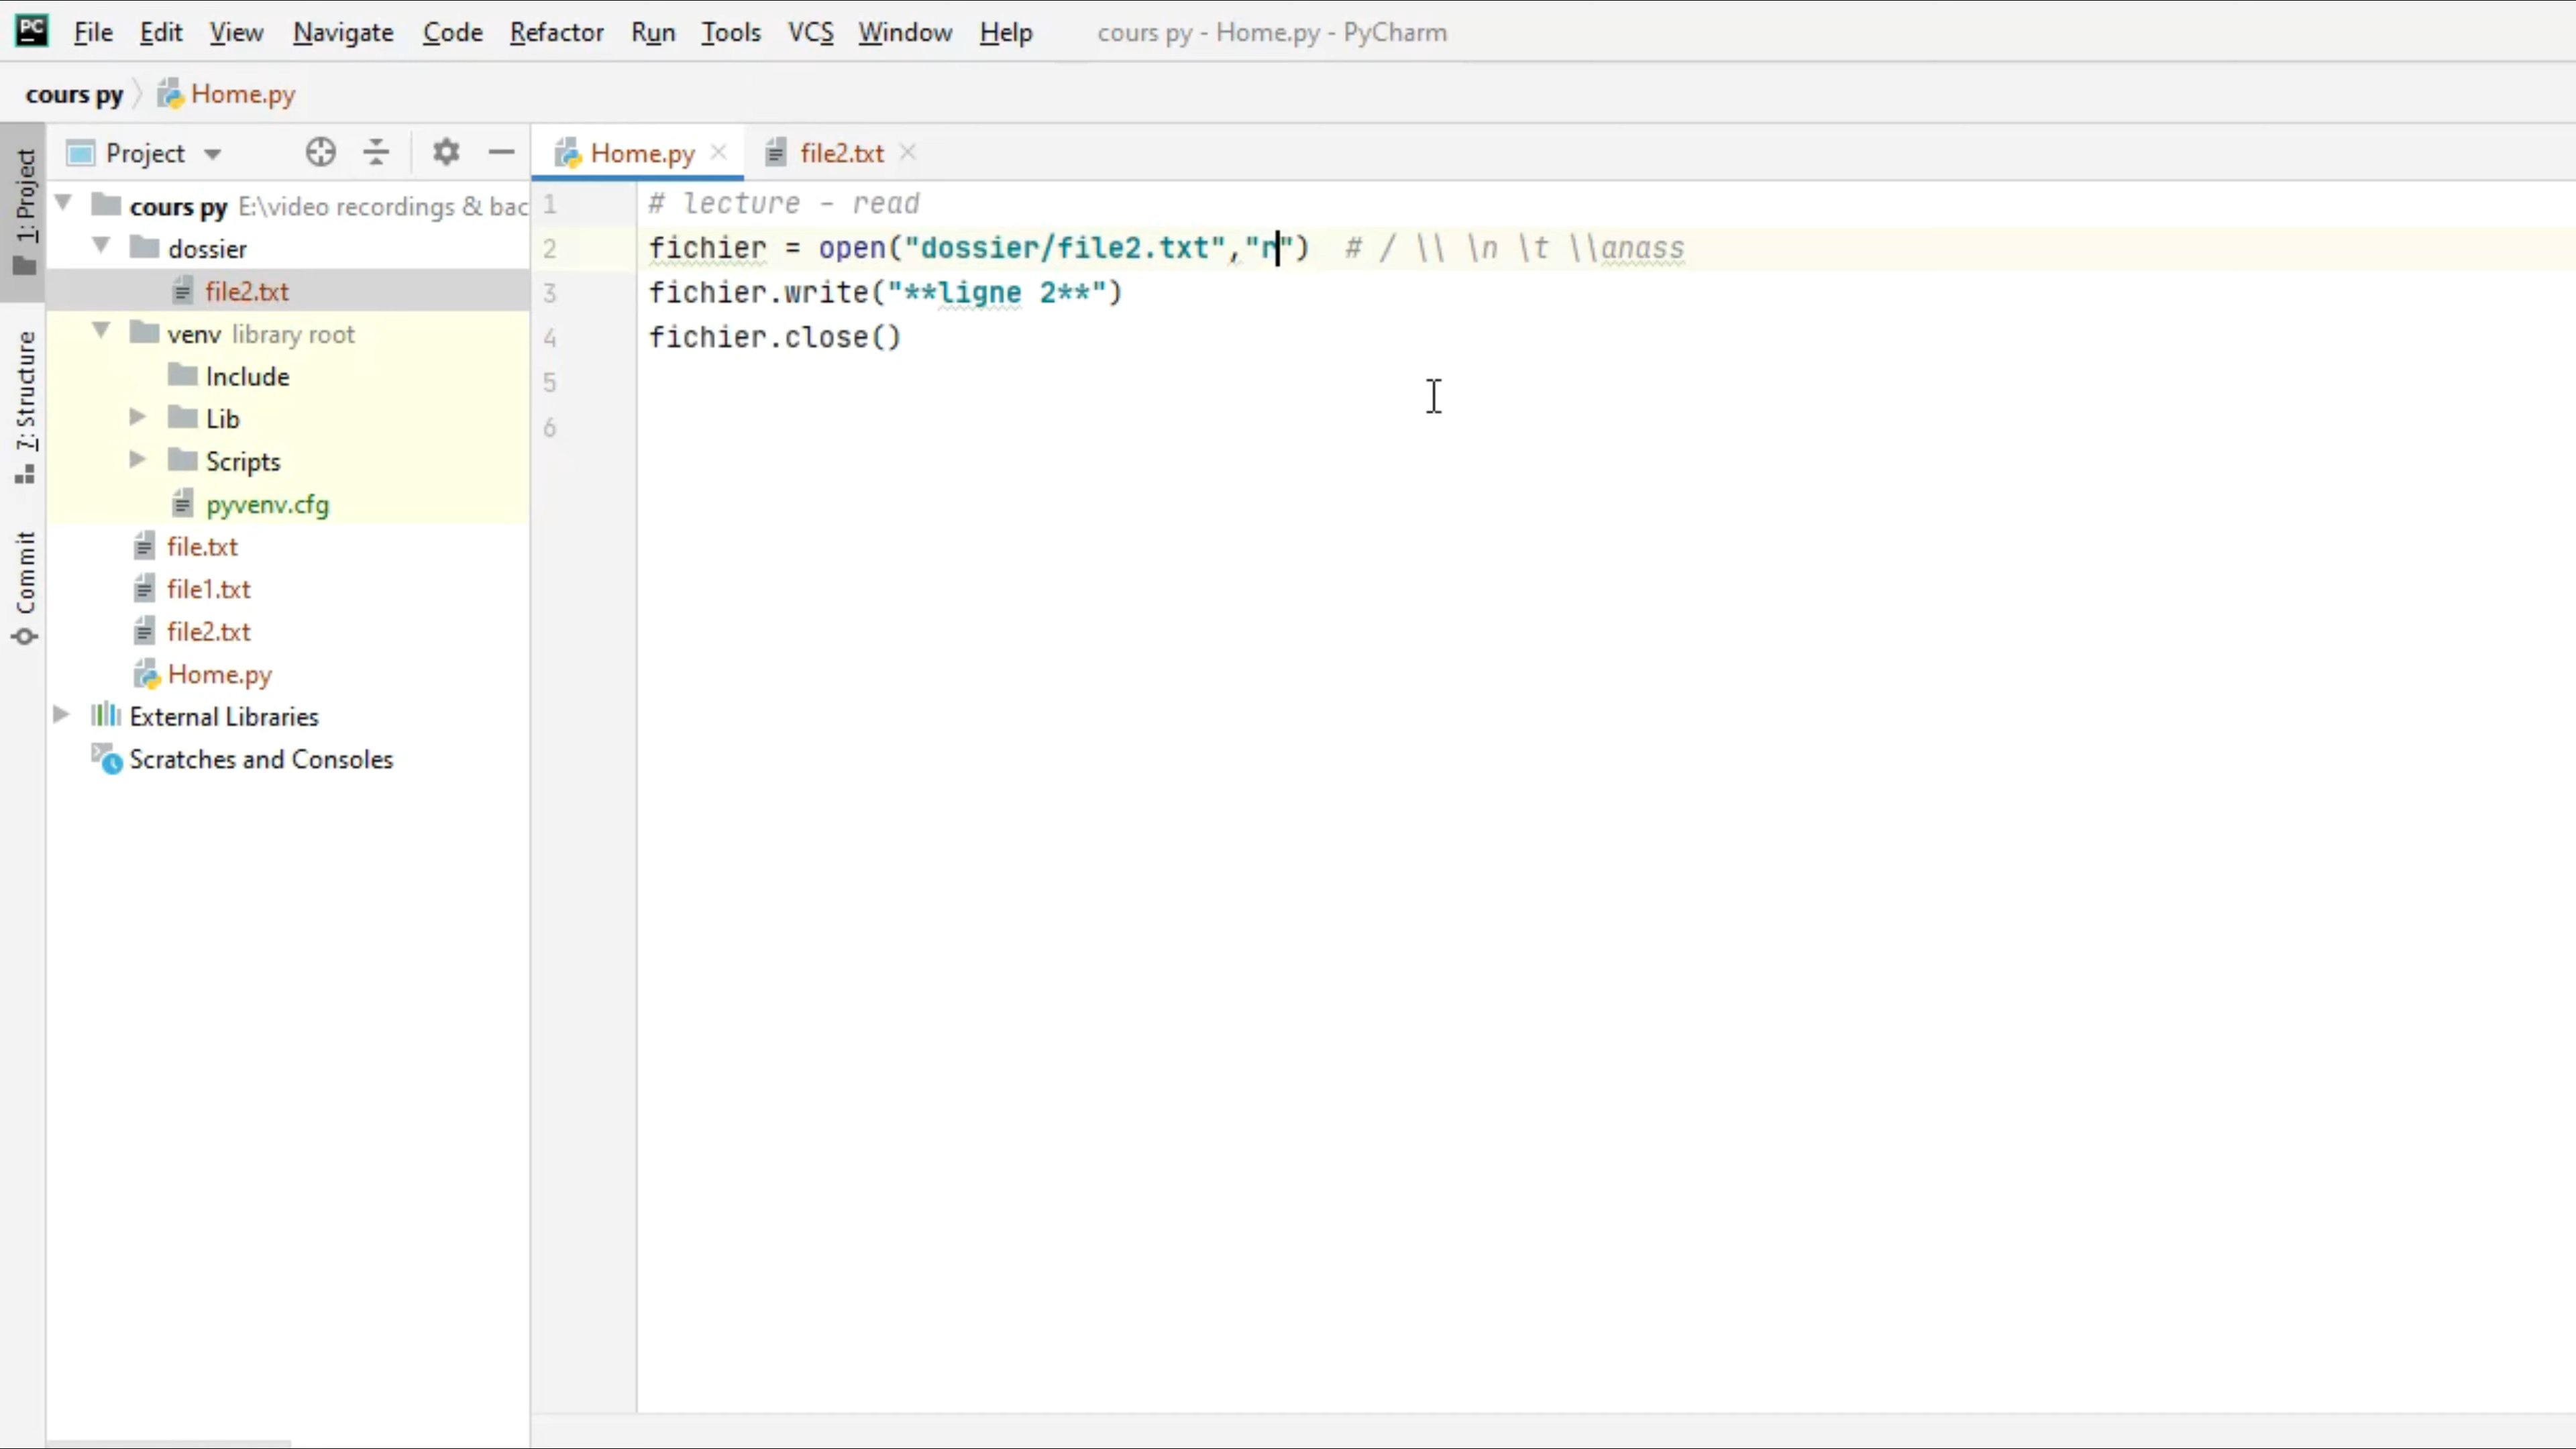 PC File Edit View Navigate Code Refactor Run Tools VCS Window Help cours py - Home.py - PyCharm
cours py Home.py
1: Project
7: Structure
Commit
Project
cours py E:\video recordings & bac
dossier
file2.txt
venv library root
Include
Lib
Scripts
pyvenv.cfg
file.txt
file1.txt
file2.txt
Home.py
External Libraries
Scratches and Consoles
Home.py file2.txt
1 # lecture - read
2 fichier = open("dossier/file2.txt","r") # / \\ \n \t \\anass
3 fichier.write("**ligne 2**")
4 fichier.close()
5
6